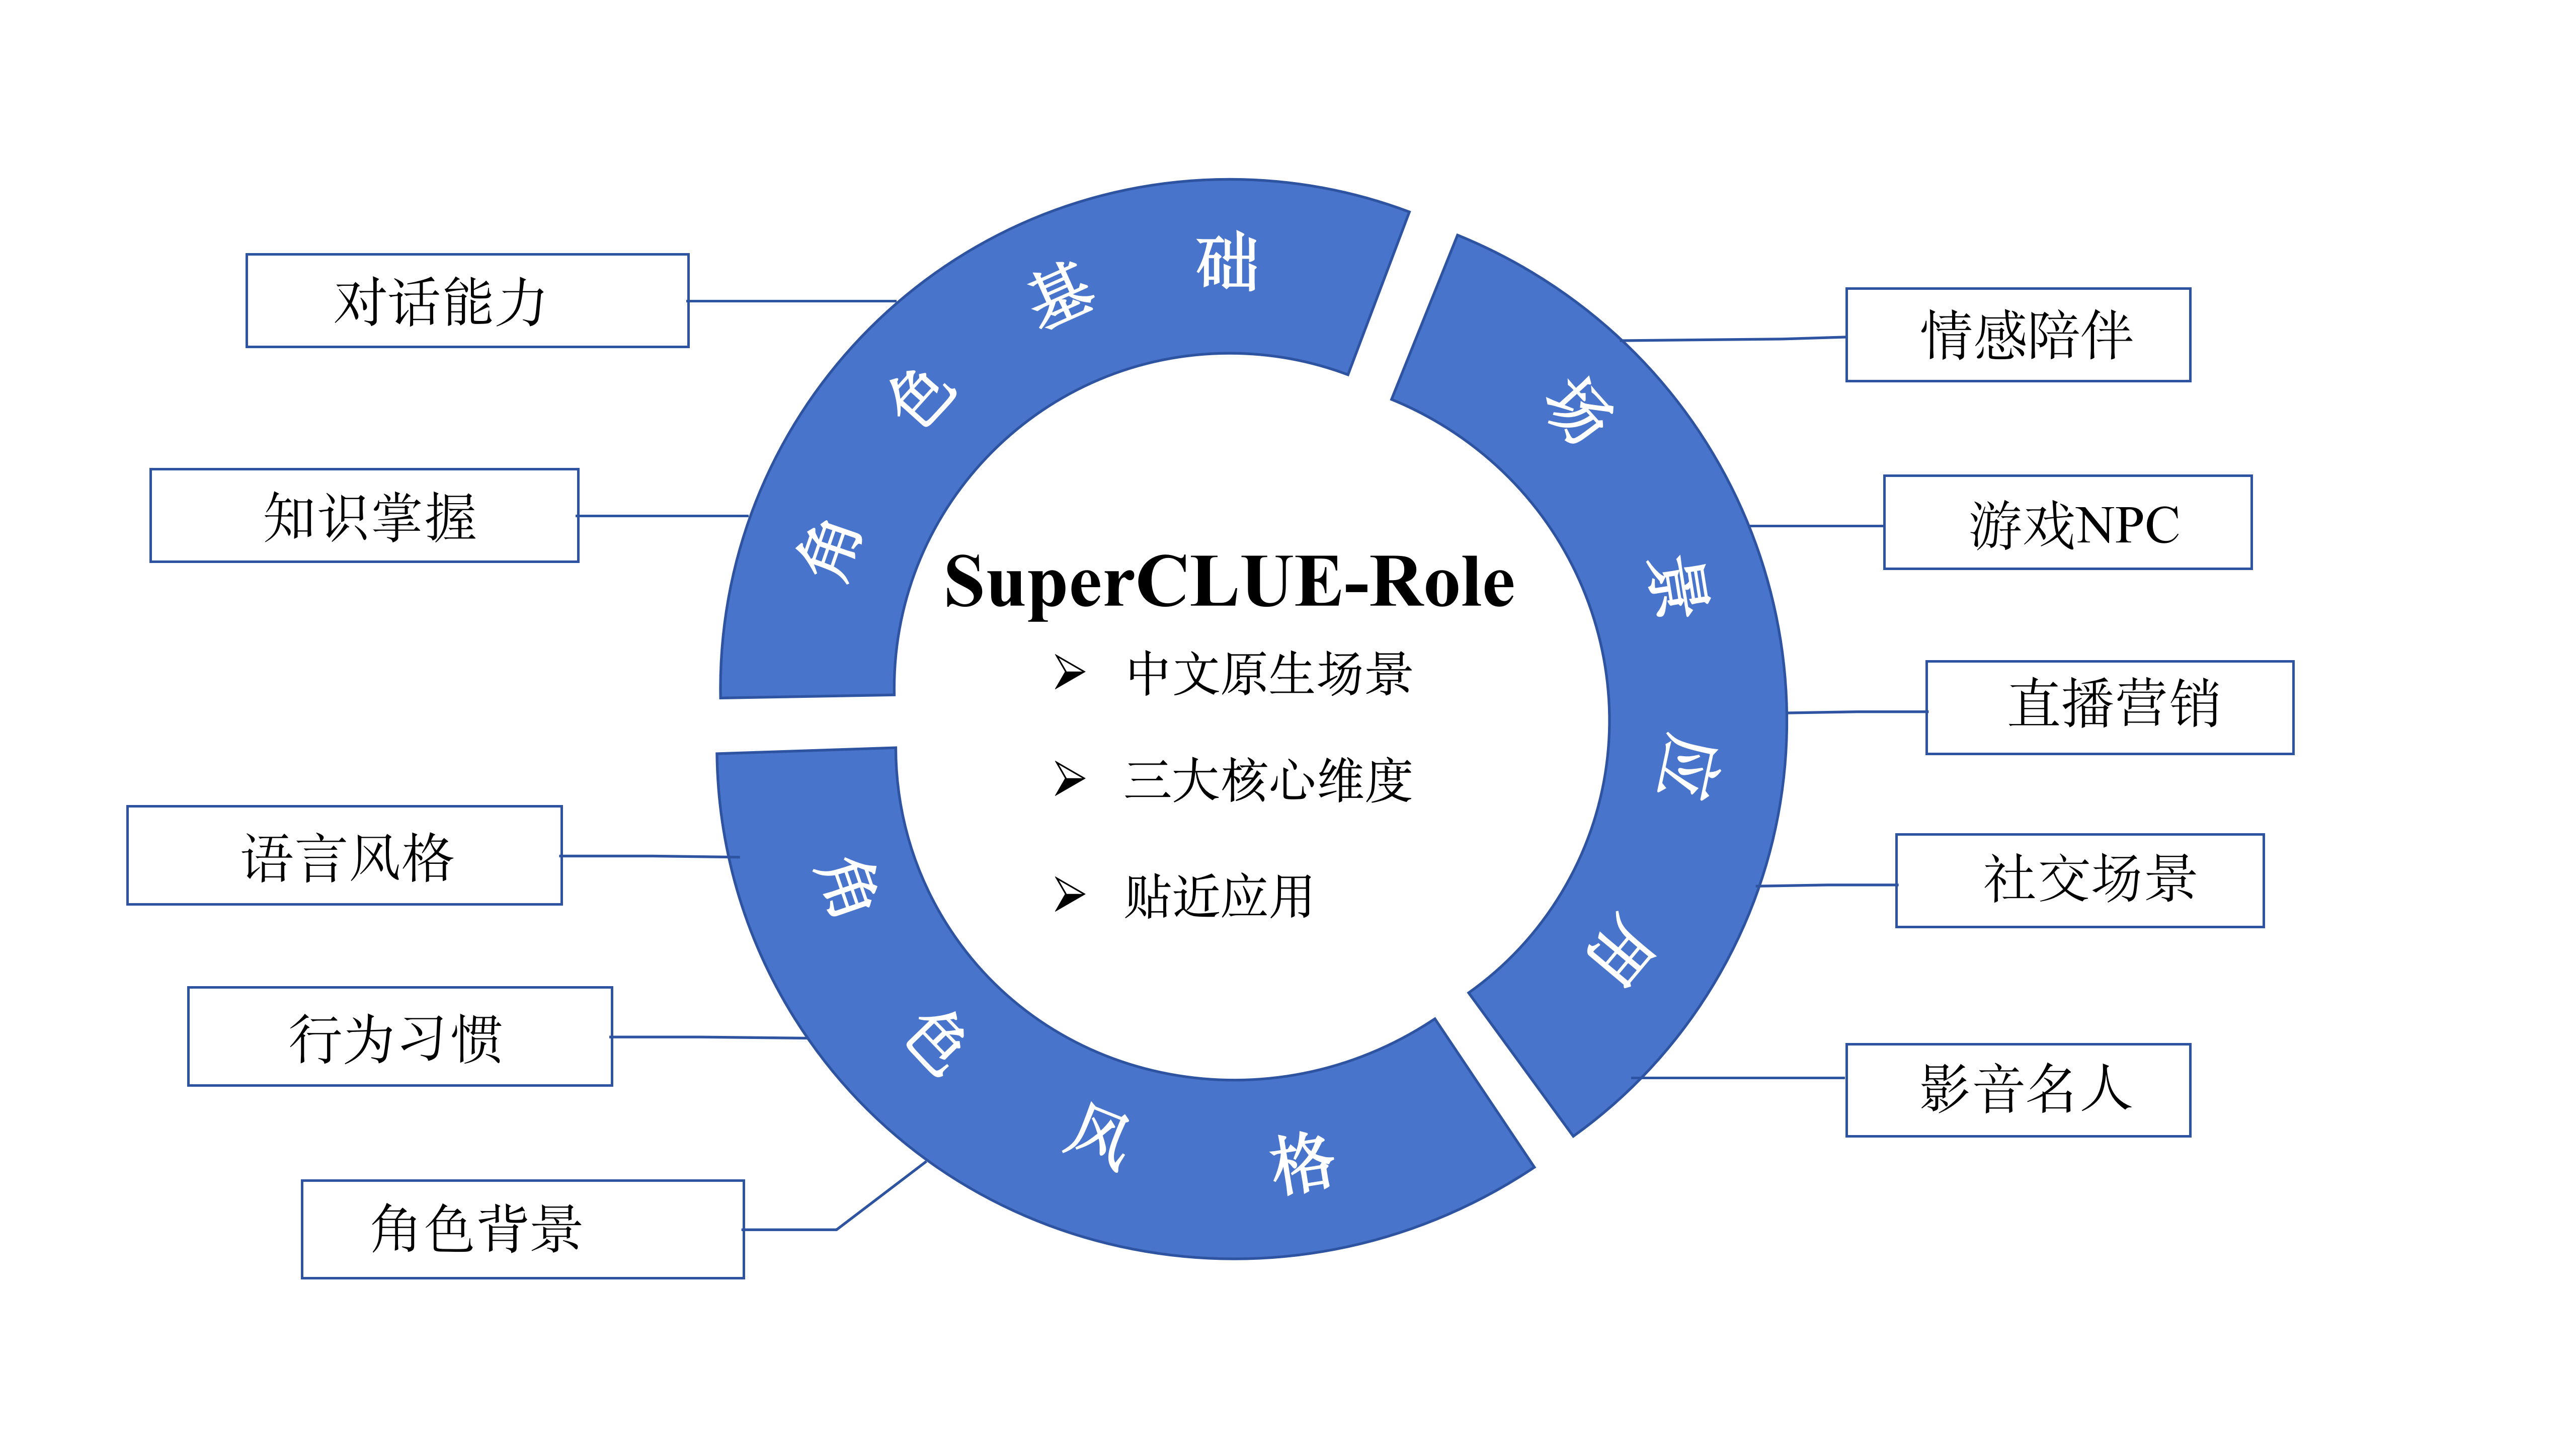 角色基础
对话能力
知识掌握
角色风格
语言风格
行为习惯
角色背景
SuperCLUE-Role
➢ 中文原生场景
➢ 三大核心维度
➢ 贴近应用
场景应用
情感陪伴
游戏NPC
直播营销
社交场景
影音名人